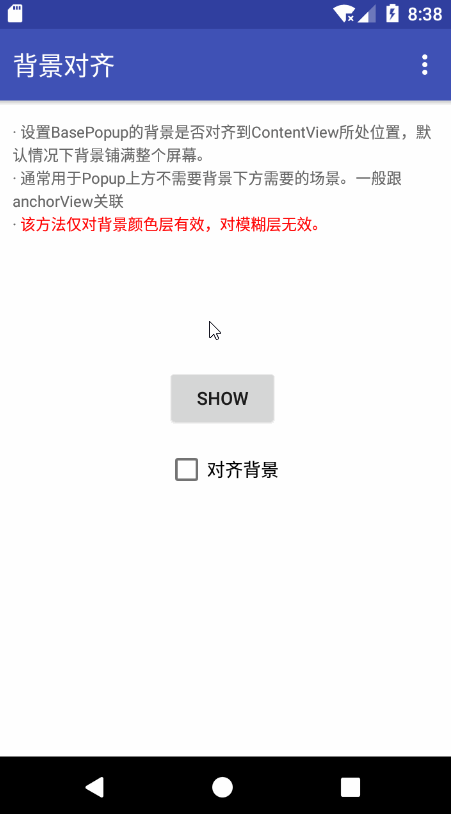 8:38
背景对齐
· 设置BasePopup的背景是否对齐到ContentView所处位置，默
认情况下背景铺满整个屏幕。
· 通常用于Popup上方不需要背景下方需要的场景。一般跟
anchorView关联
· 该方法仅对背景颜色层有效，对模糊层无效。
SHOW
对齐背景